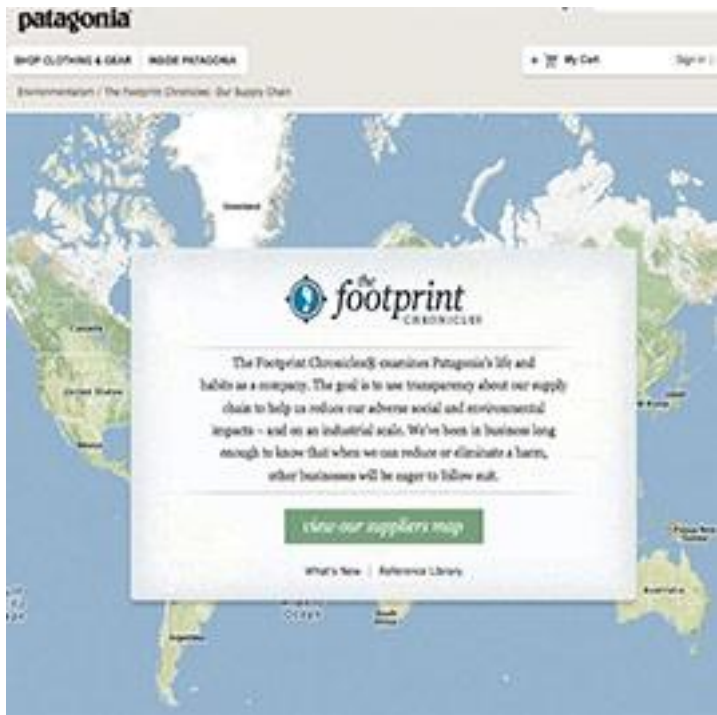 patagonia
SHOP CLOTHING & GEAR INSIDE PATAGONIA
My Cart Sign In
Environmentalism / The Footprint Chronicles: Our Supply Chain
Greenland
the
footprint
CHRONICLES
Canada
United States
Mexico
The Footprint Chronicles® examines Patagonia's life and
habits as a company. The goal is to use transparency about our supply
chain to help us reduce our adverse social and environmental
impacts – and on an industrial scale. We've been in business long
enough to know that when we can reduce or eliminate a harm,
other businesses will be eager to follow suit.
view our suppliers map
What's New | Reference Library
Papua New
Guinea
Australia
Ocean
South
Africa
Argentina